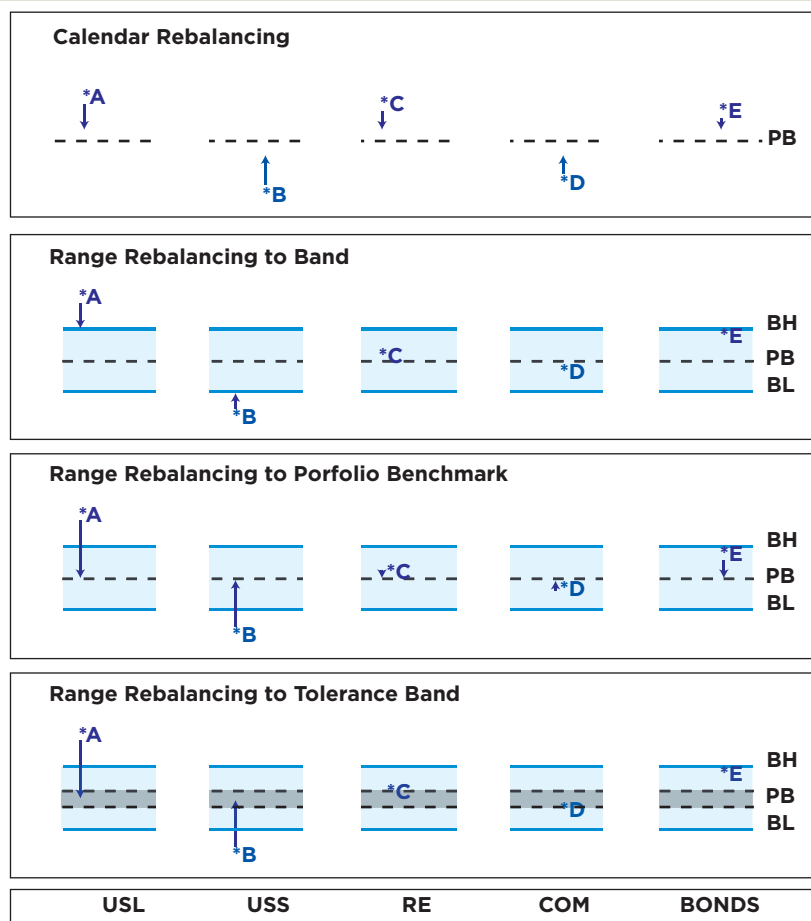 Calendar Rebalancing
*A *C *E
PB
*B *D
Range Rebalancing to Band
*A
BH
*E
*C PB
*D
BL
*B
Range Rebalancing to Porfolio Benchmark
*A
BH
*E
*C PB
*D
BL
*B
Range Rebalancing to Tolerance Band
*A
BH
*E
*C PB
*D
BL
*B
USL USS RE COM BONDS